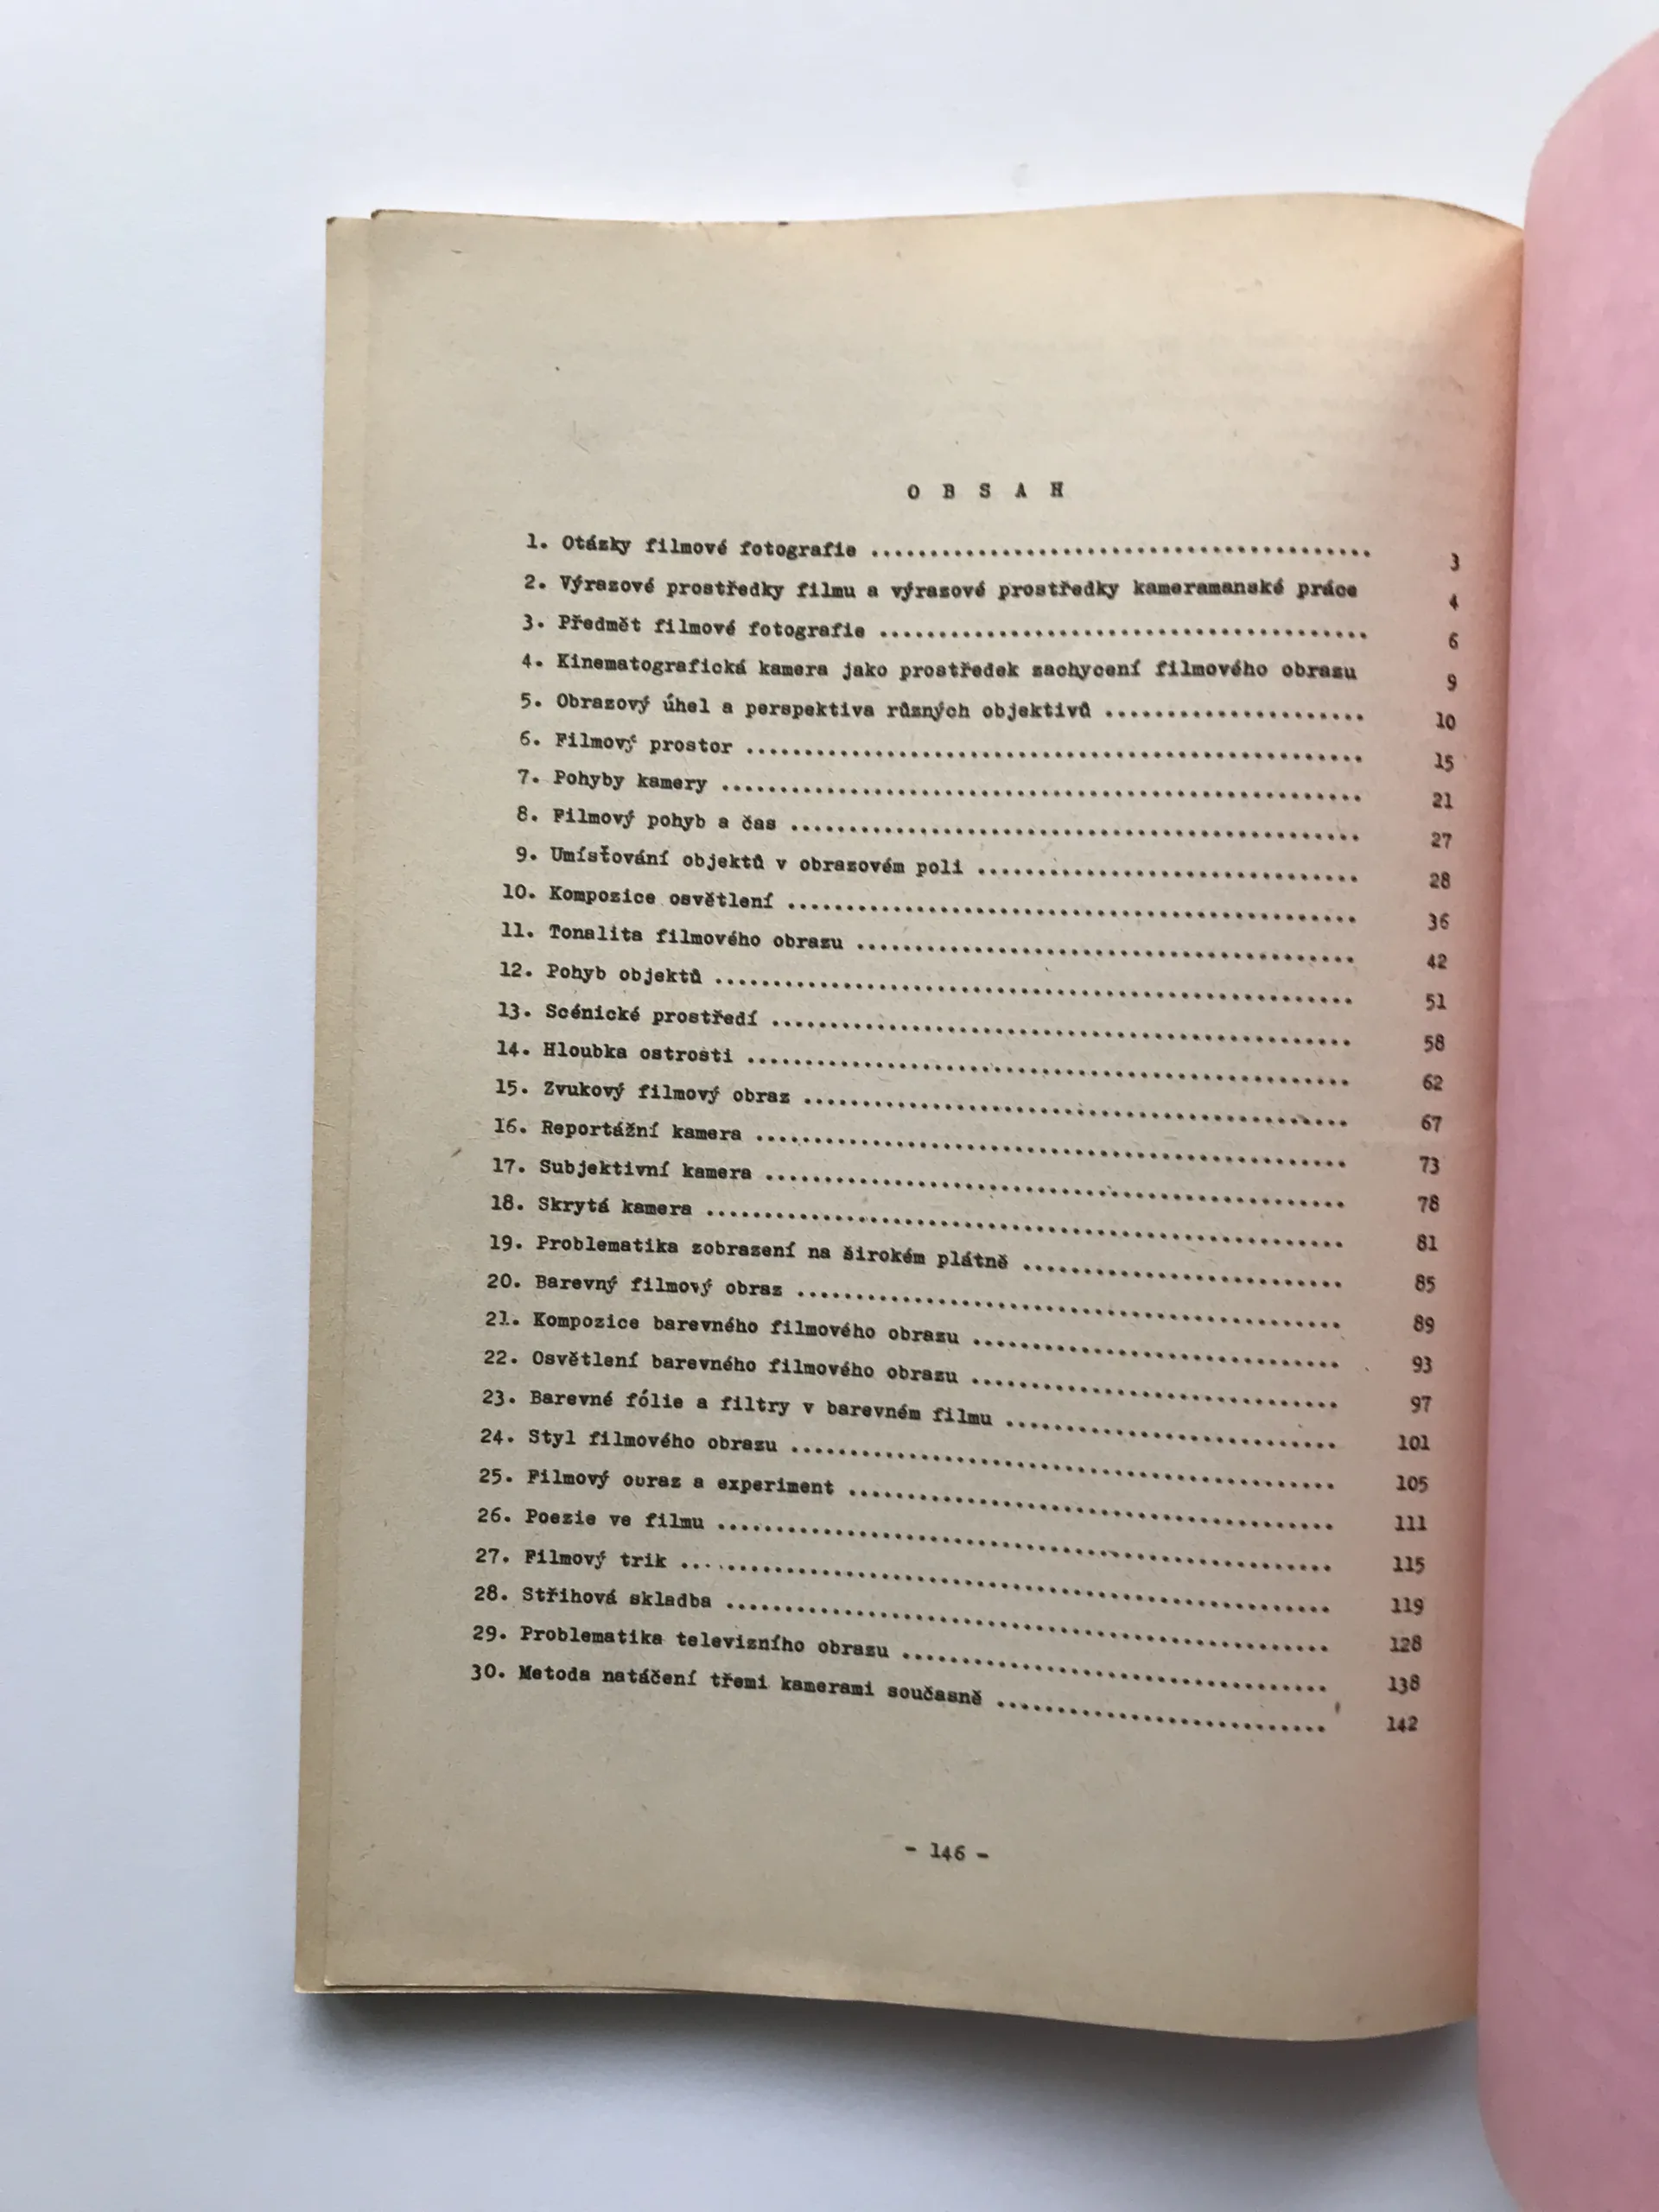 O B S A H
1. Otázky filmové fotografie .......................................... 3
2. Výrazové prostředky filmu a výrazové prostředky kameramanské práce 4
3. Předmět filmové fotografie ......................................... 6
4. Kinematografická kamera jako prostředek zachycení filmového obrazu 9
5. Obrazový úhel a perspektiva různých objektivů ...................... 10
6. Filmový prostor .................................................... 15
7. Pohyby kamery ...................................................... 21
8. Filmový pohyb a čas ................................................ 27
9. Umísťování objektů v obrazovém poli ................................ 28
10. Kompozice osvětlení ................................................ 36
11. Tonalita filmového obrazu .......................................... 42
12. Pohyb objektů ...................................................... 51
13. Scénické prostředí ................................................. 58
14. Hloubka ostrosti ................................................... 62
15. Zvukový filmový obraz .............................................. 67
16. Reportážní kamera .................................................. 73
17. Subjektivní kamera ................................................. 78
18. Skrytá kamera ...................................................... 81
19. Problematika zobrazení na širokém plátně ........................... 85
20. Barevný filmový obraz .............................................. 89
21. Kompozice barevného filmového obrazu ............................... 93
22. Osvětlení barevného filmového obrazu ............................... 97
23. Barevné fólie a filtry v barevném filmu ............................ 101
24. Styl filmového obrazu .............................................. 105
25. Filmový obraz a experiment ......................................... 111
26. Poezie ve filmu .................................................... 115
27. Filmový trik ....................................................... 119
28. Střihová skladba ................................................... 128
29. Problematika televizního obrazu .................................... 138
30. Metoda natáčení třemi kamerami současně ............................ 142
- 146 -